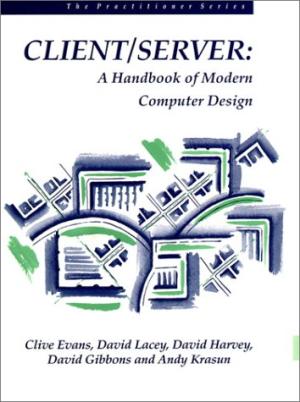 The Practitioner Series
CLIENT/SERVER:
A Handbook of Modern
Computer Design
Clive Evans, David Lacey, David Harvey,
David Gibbons and Andy Krasun